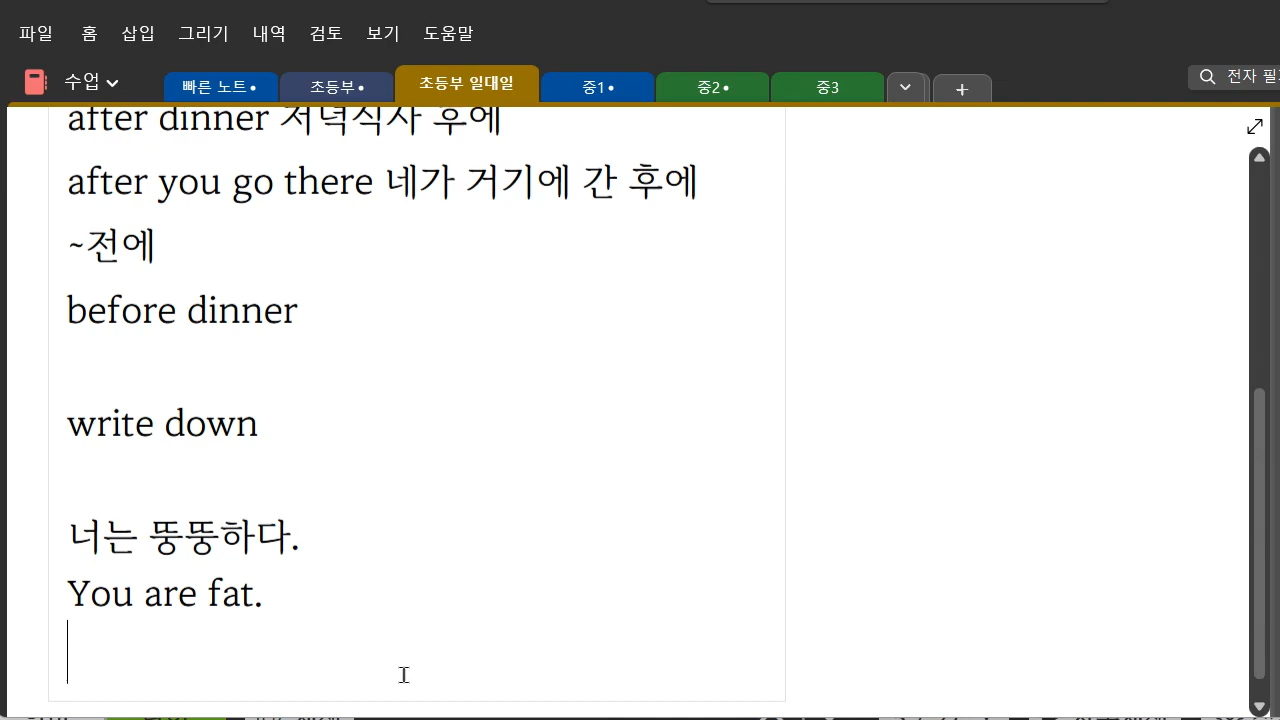 파일 홈 삽입 그리기 내역 검토 보기 도움말
수업 빠른 노트 초등부 초등부 일대일 중1 중2 중3 전자
after dinner 저녁식사 후에
after you go there 네가 거기에 간 후에
~전에
before dinner
write down
너는 뚱뚱하다.
You are fat.